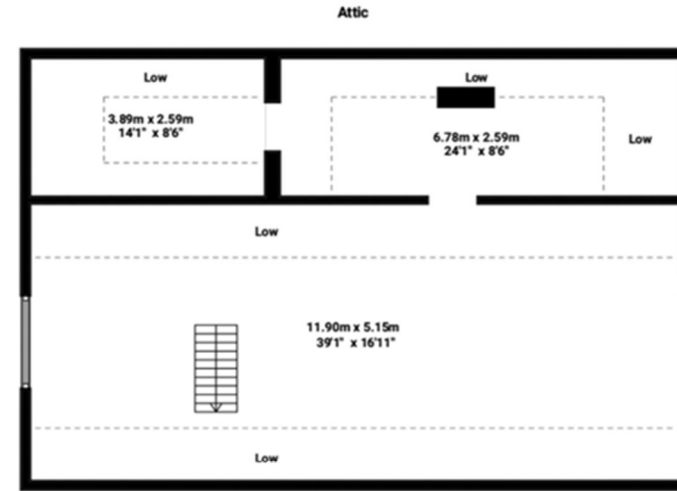 Attic
Low
Low
3.89m x 2.59m
14'1" x 8'6"
6.78m x 2.59m
24'1" x 8'6"
Low
Low
11.90m x 5.15m
39'1" x 16'11"
Low